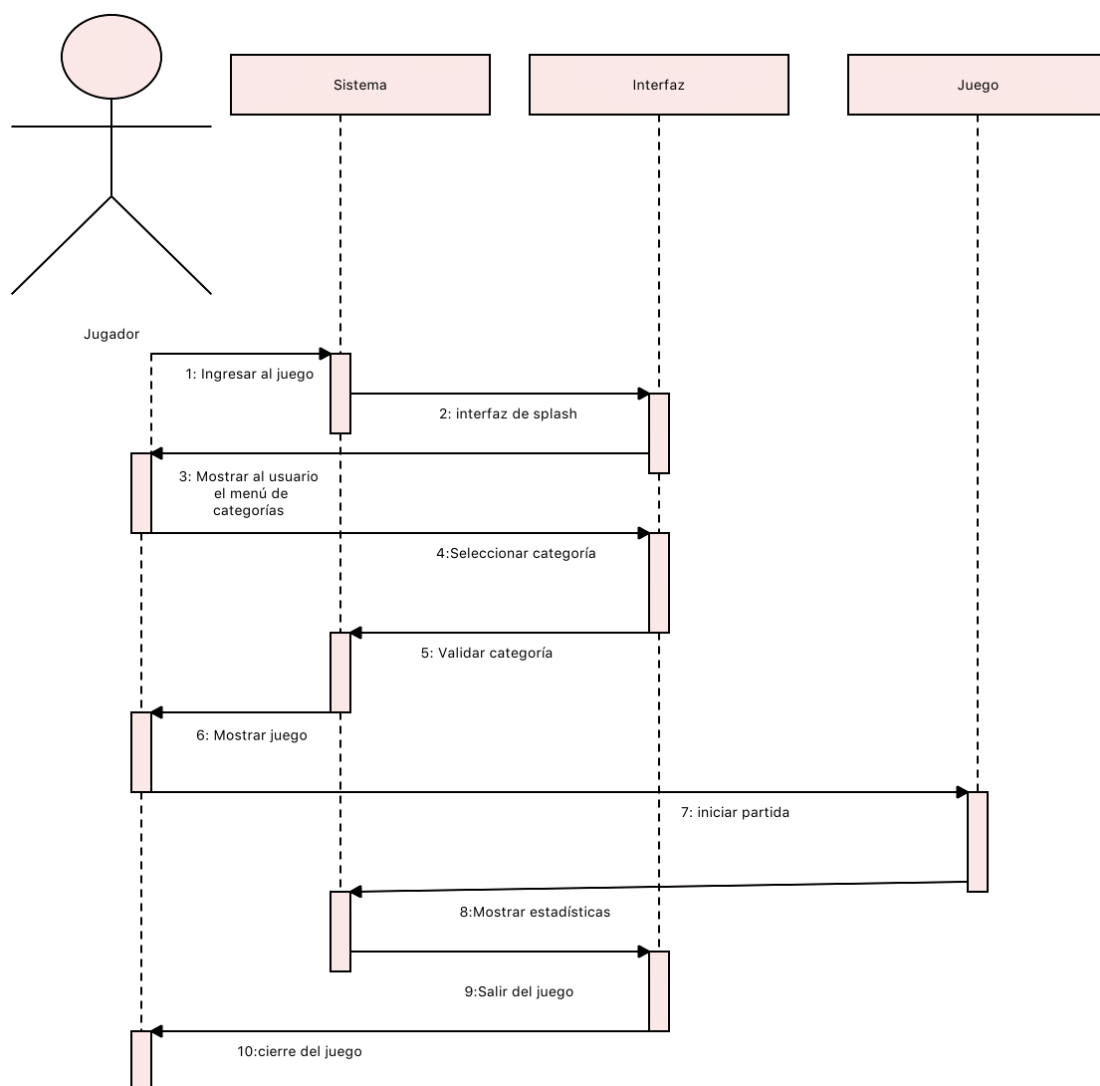 Sistema
Interfaz
Juego
Jugador
1: Ingresar al juego
2: interfaz de splash
3: Mostrar al usuario
el menú de
categorías
4:Seleccionar categoría
5: Validar categoría
6: Mostrar juego
7: iniciar partida
8:Mostrar estadísticas
9:Salir del juego
10:cierre del juego